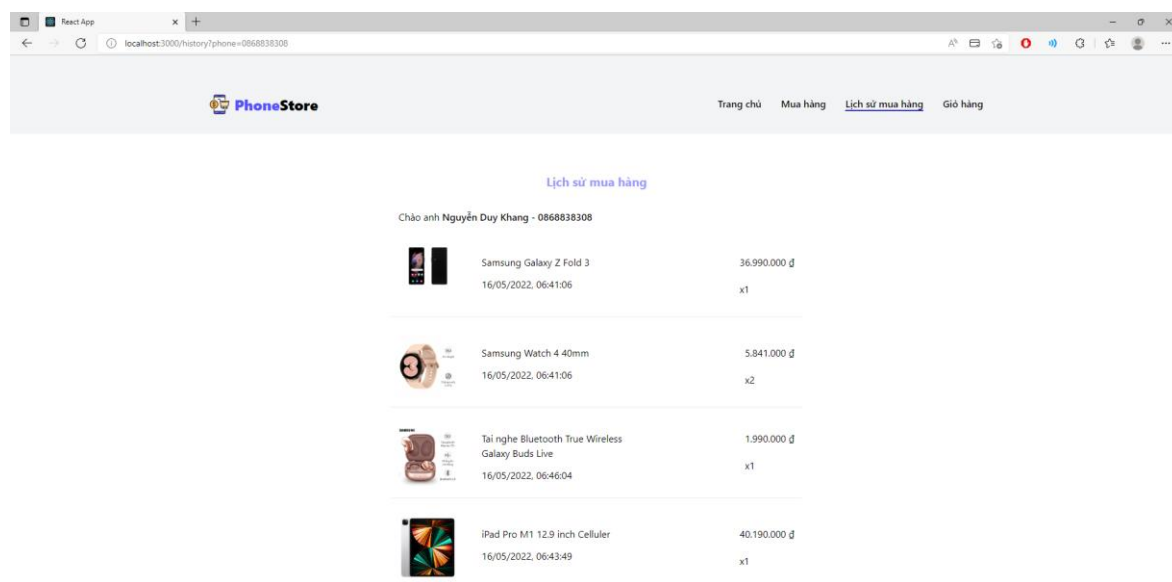 React App
localhost:3000/history?phone=0868838308
PhoneStore
Trang chủ Mua hàng Lịch sử mua hàng Giỏ hàng
Lịch sử mua hàng
Chào anh Nguyễn Duy Khang - 0868838308
Samsung Galaxy Z Fold 3 36.990.000 ₫
16/05/2022, 06:41:06 x1
Samsung Watch 4 40mm 5.841.000 ₫
16/05/2022, 06:41:06 x2
SAMSUNG
Tai nghe Bluetooth True Wireless 1.990.000 ₫
Galaxy Buds Live
16/05/2022, 06:46:04 x1
iPad Pro M1 12.9 inch Celluler 40.190.000 ₫
16/05/2022, 06:43:49 x1